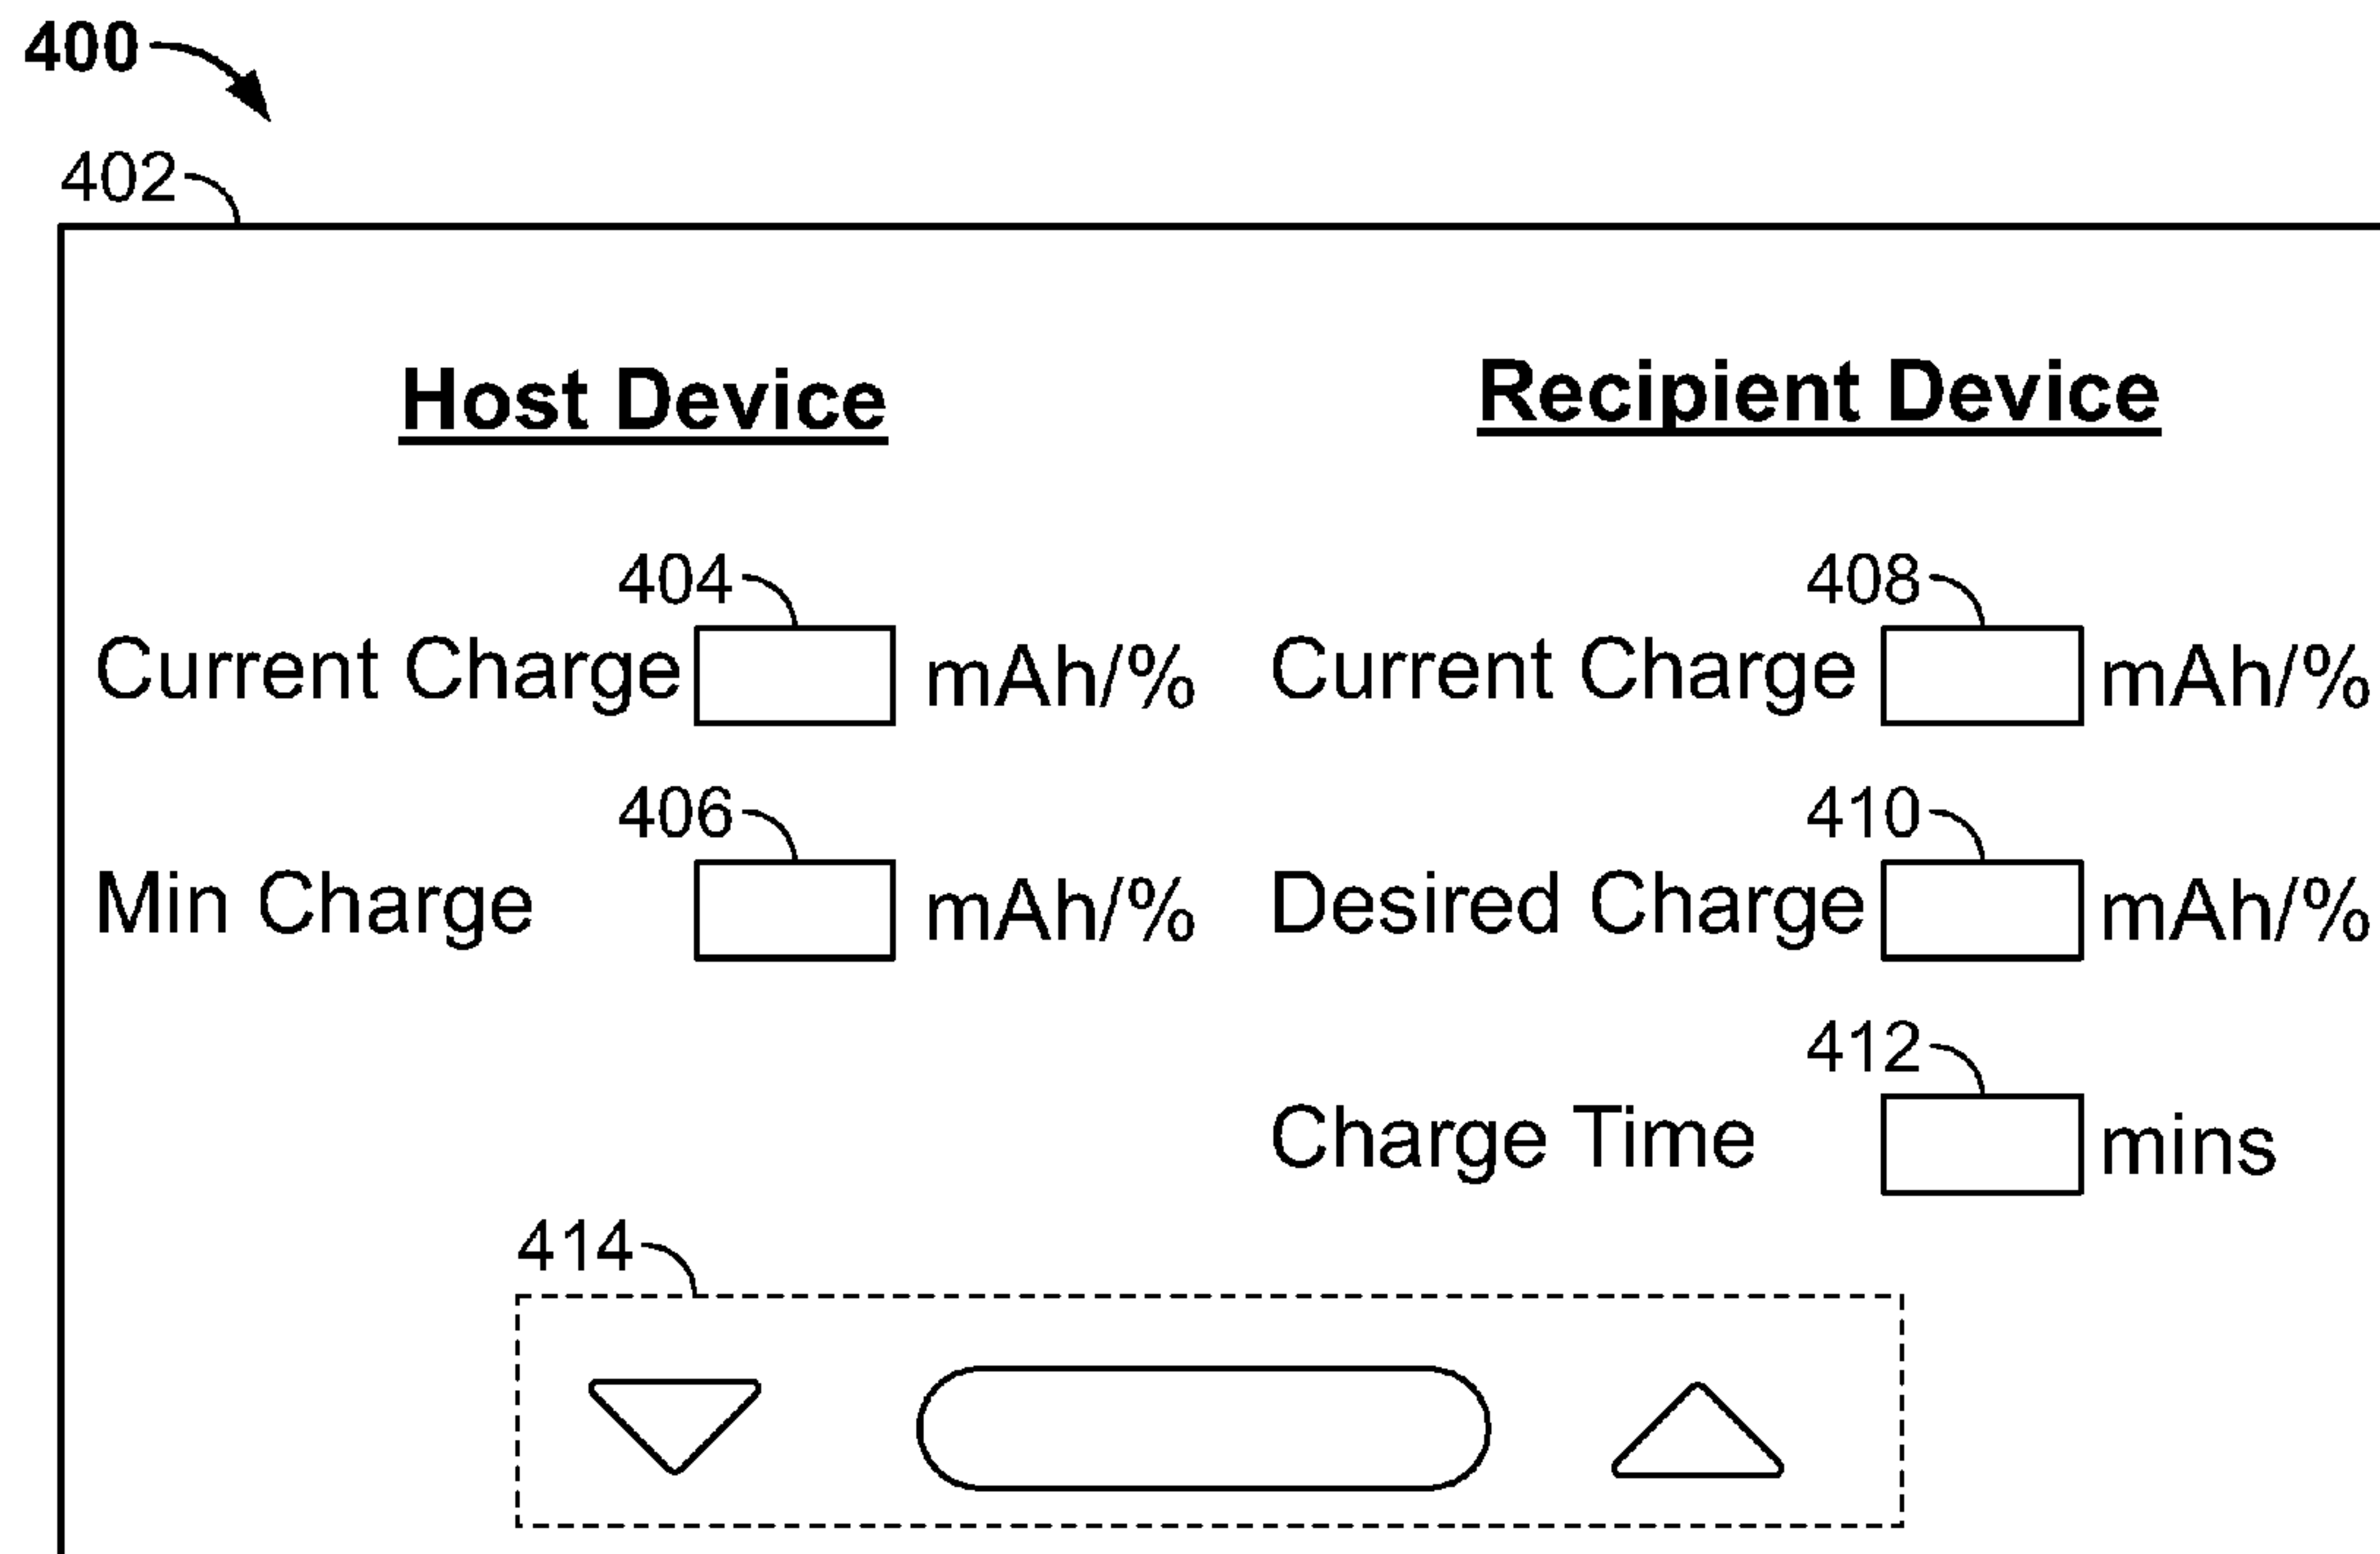 400
402
Host Device Recipient Device
404 408
Current Charge mAh/% Current Charge mAh/%
406 410
Min Charge mAh/% Desired Charge mAh/%
412
Charge Time mins
414